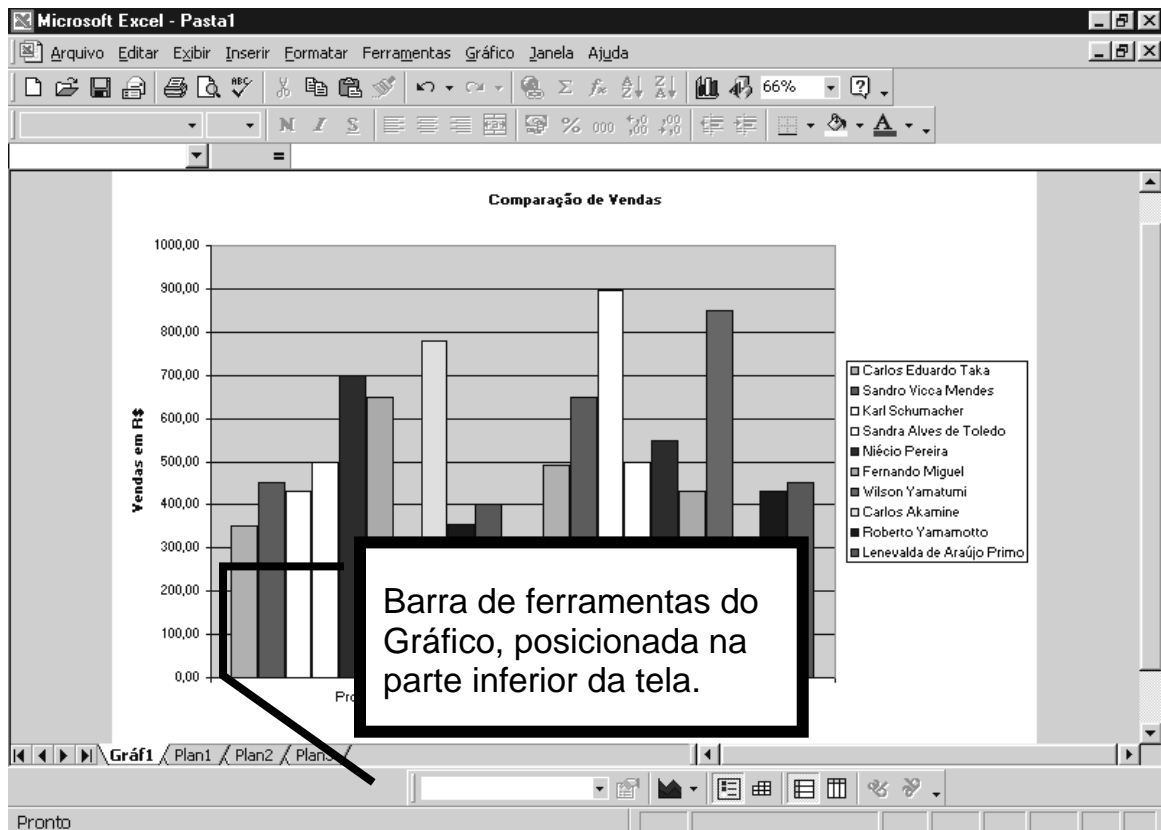 Microsoft Excel - Pasta1
Arquivo Editar Exibir Inserir Formatar Ferramentas Gráfico Janela Ajuda
66%
N I S % 000
=
Comparação de Vendas
1000,00
900,00
800,00
700,00
600,00
500,00
400,00
300,00
200,00
100,00
0,00
Vendas em R$
Carlos Eduardo Taka
Sandro Vicca Mendes
Karl Schumacher
Sandra Alves de Toledo
Niécio Pereira
Fernando Miguel
Wilson Yamatumi
Carlos Akamine
Roberto Yamamotto
Lenevalda de Araújo Primo
Barra de ferramentas do
Gráfico, posicionada na
parte inferior da tela.
Gráf1 Plan1 Plan2
Pronto